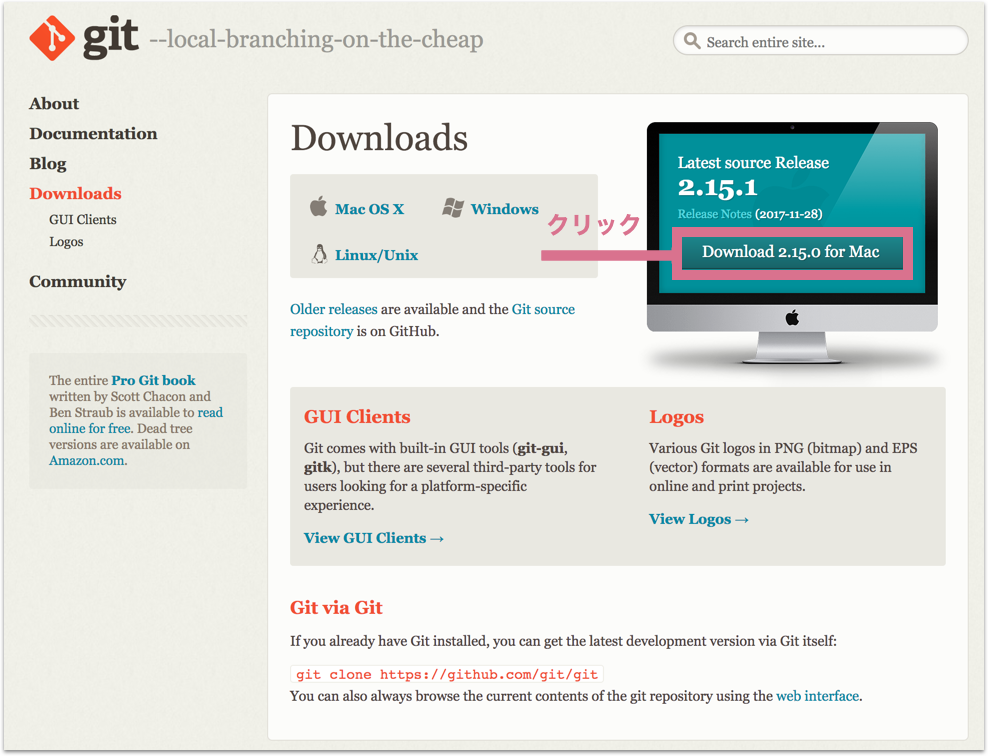 git --local-branching-on-the-cheap
Search entire site...
About
Documentation
Blog
Downloads
GUI Clients
Logos
Community
The entire Pro Git book
written by Scott Chacon and
Ben Straub is available to read
online for free. Dead tree
versions are available on
Amazon.com.
Downloads
Mac OS X
Windows
Linux/Unix
Older releases are available and the Git source
repository is on GitHub.
Latest source Release
2.15.1
Release Notes (2017-11-28)
クリック
Download 2.15.0 for Mac
GUI Clients
Git comes with built-in GUI tools (git-gui,
gitk), but there are several third-party tools for
users looking for a platform-specific
experience.
View GUI Clients →
Logos
Various Git logos in PNG (bitmap) and EPS
(vector) formats are available for use in
online and print projects.
View Logos →
Git via Git
If you already have Git installed, you can get the latest development version via Git itself:
git clone https://github.com/git/git
You can also always browse the current contents of the git repository using the web interface.